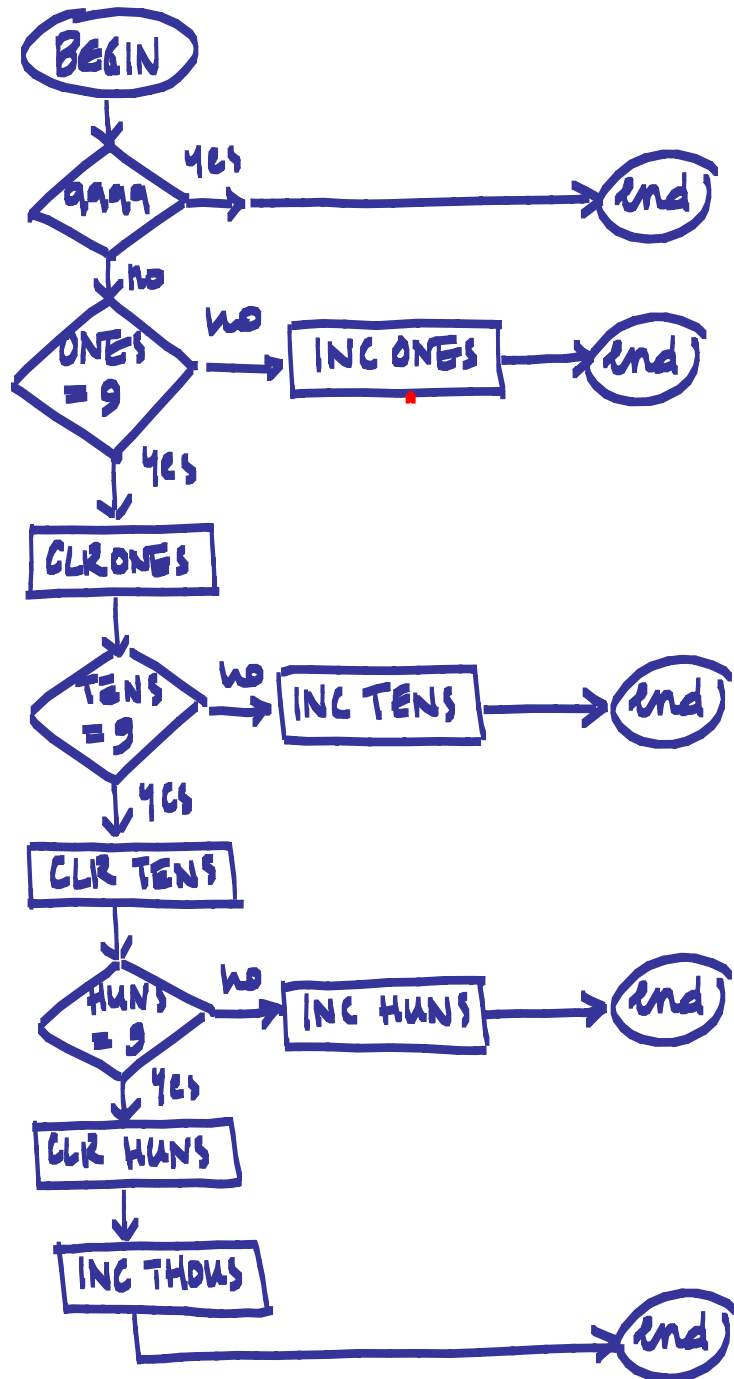 BEGIN
9999
yes
end
no
ONES
= 9
no
INC ONES
end
yes
CLR ONES
TENS
= 9
no
INC TENS
end
yes
CLR TENS
HUNS
= 9
no
INC HUNS
end
yes
CLR HUNS
INC THOUS
end